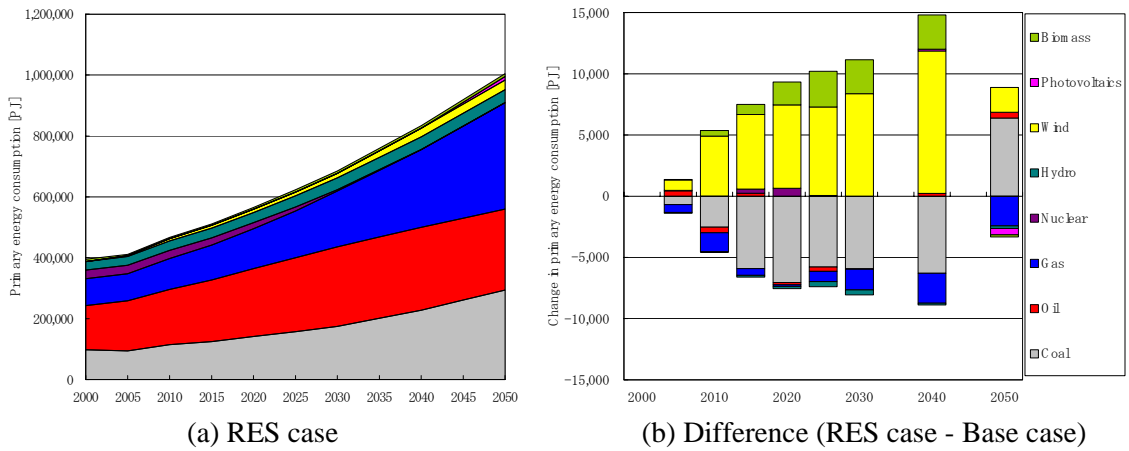 Primary energy consumption [PJ]
1,200,000
1,000,000
800,000
600,000
400,000
200,000
0
2000 2005 2010 2015 2020 2025 2030 2035 2040 2045 2050
(a) RES case
Change in primary energy consumption [PJ]
15,000
10,000
5,000
0
-5,000
-10,000
-15,000
2000 2010 2020 2030 2040 2050
Biomass
Photovoltaics
Wind
Hydro
Nuclear
Gas
Oil
Coal
(b) Difference (RES case - Base case)